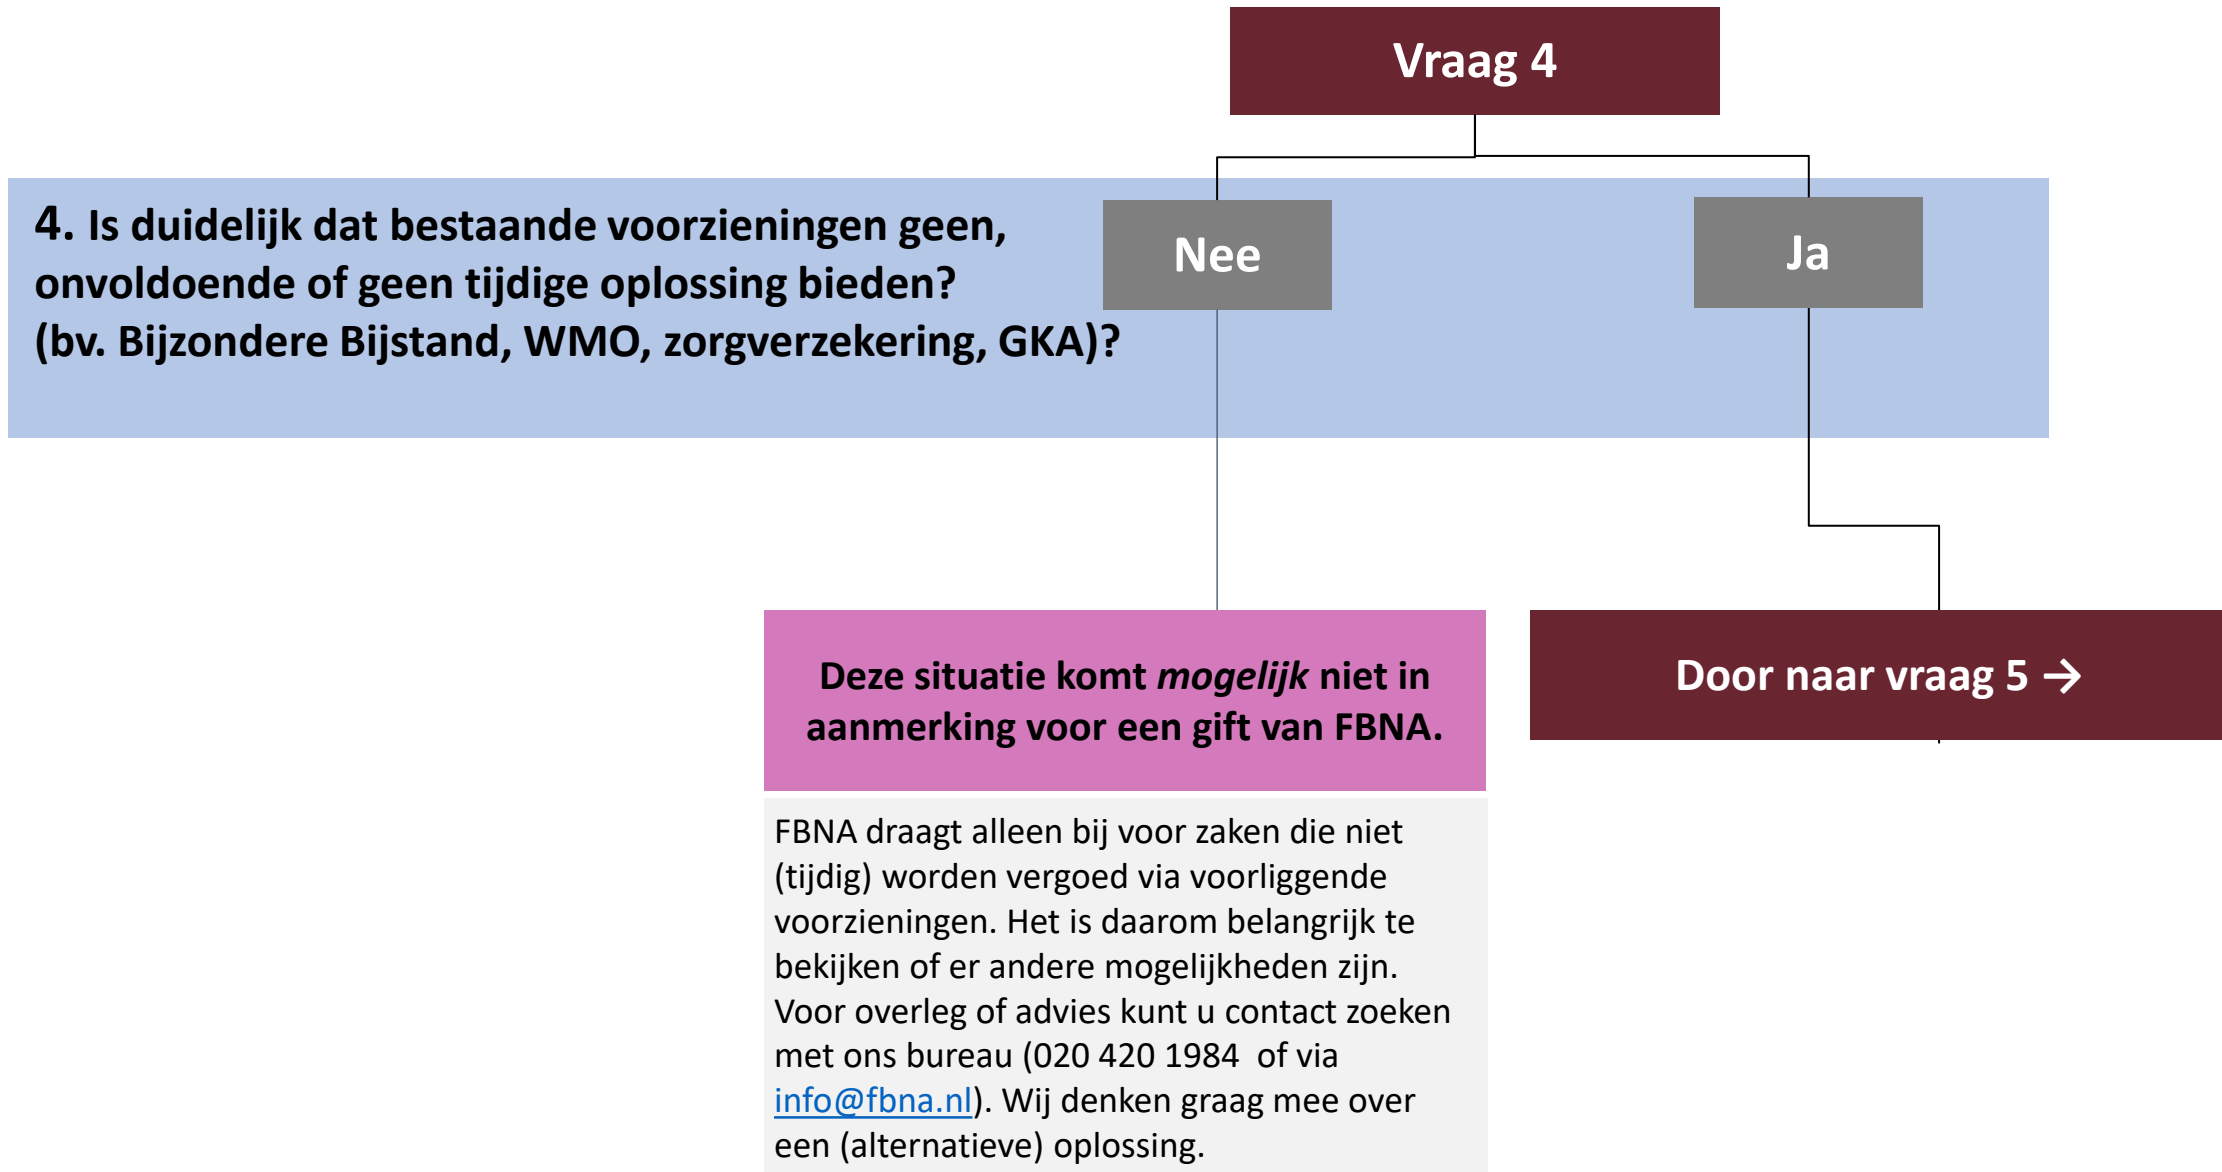 Vraag 4
4. Is duidelijk dat bestaande voorzieningen geen,
onvoldoende of geen tijdige oplossing bieden?
(bv. Bijzondere Bijstand, WMO, zorgverzekering, GKA)?
Nee
Ja
Deze situatie komt mogelijk niet in
aanmerking voor een gift van FBNA.
Door naar vraag 5 →
FBNA draagt alleen bij voor zaken die niet
(tijdig) worden vergoed via voorliggende
voorzieningen. Het is daarom belangrijk te
bekijken of er andere mogelijkheden zijn.
Voor overleg of advies kunt u contact zoeken
met ons bureau (020 420 1984 of via
info@fbna.nl). Wij denken graag mee over
een (alternatieve) oplossing.